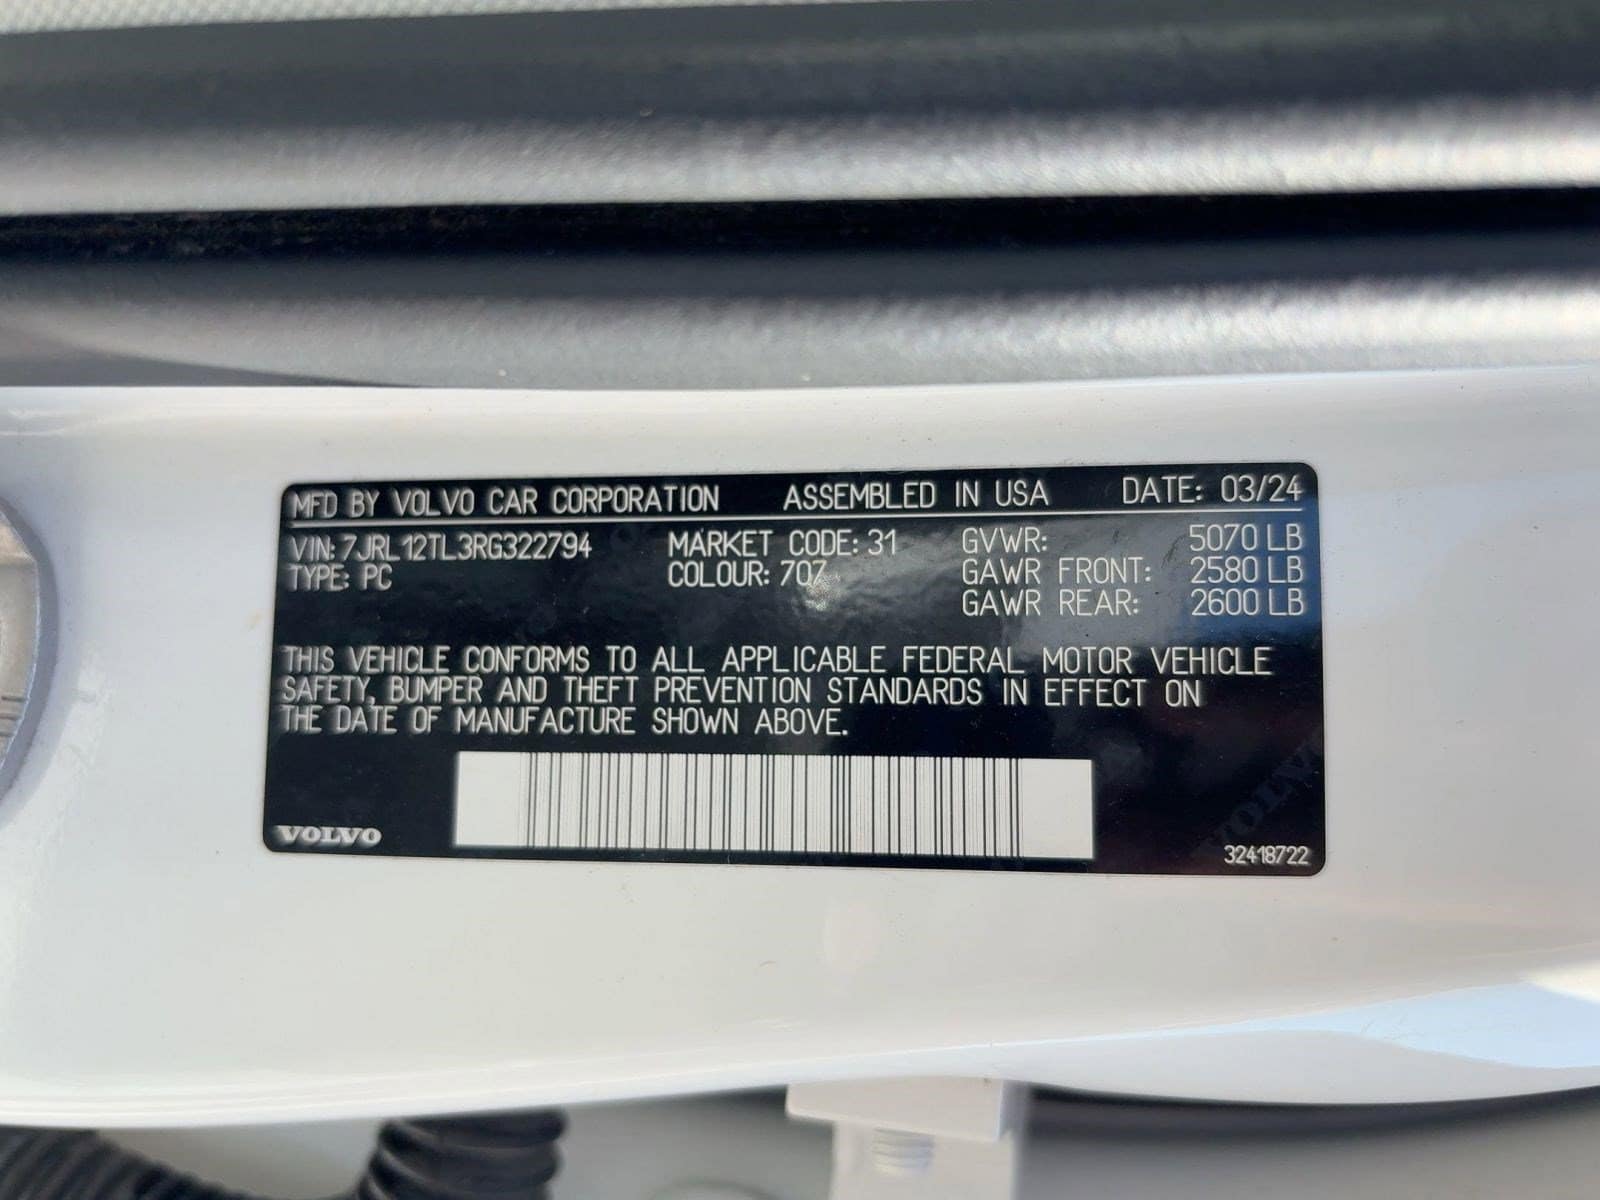 MFD BY VOLVO CAR CORPORATION ASSEMBLED IN USA DATE: 03/24
VIN: 7JRL12TL3RG322794 MARKET CODE: 31 GVWR: 5070 LB
TYPE: PC COLOUR: 707 GAWR FRONT: 2580 LB
GAWR REAR: 2600 LB
THIS VEHICLE CONFORMS TO ALL APPLICABLE FEDERAL MOTOR VEHICLE
SAFETY, BUMPER AND THEFT PREVENTION STANDARDS IN EFFECT ON
THE DATE OF MANUFACTURE SHOWN ABOVE.
VOLVO
VOLVO
32418722